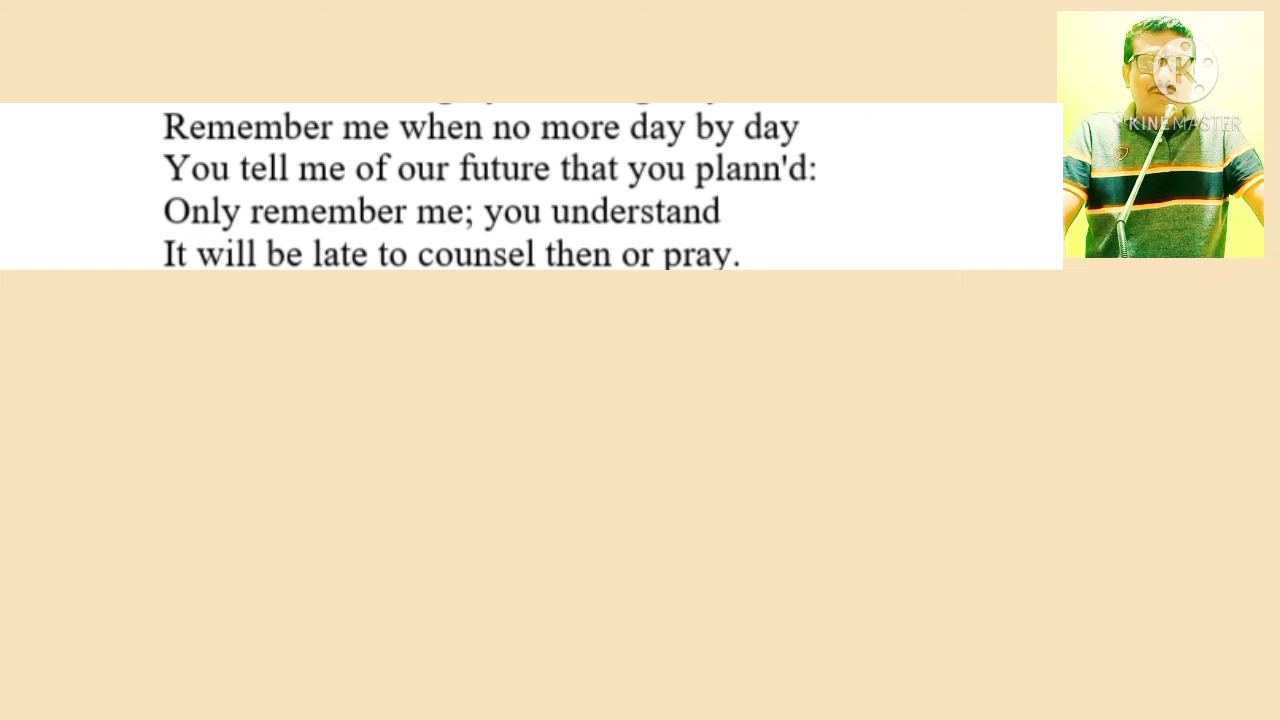 Remember me when no more day by day
You tell me of our future that you plann'd:
Only remember me; you understand
It will be late to counsel then or pray.
K
KINEMASTER